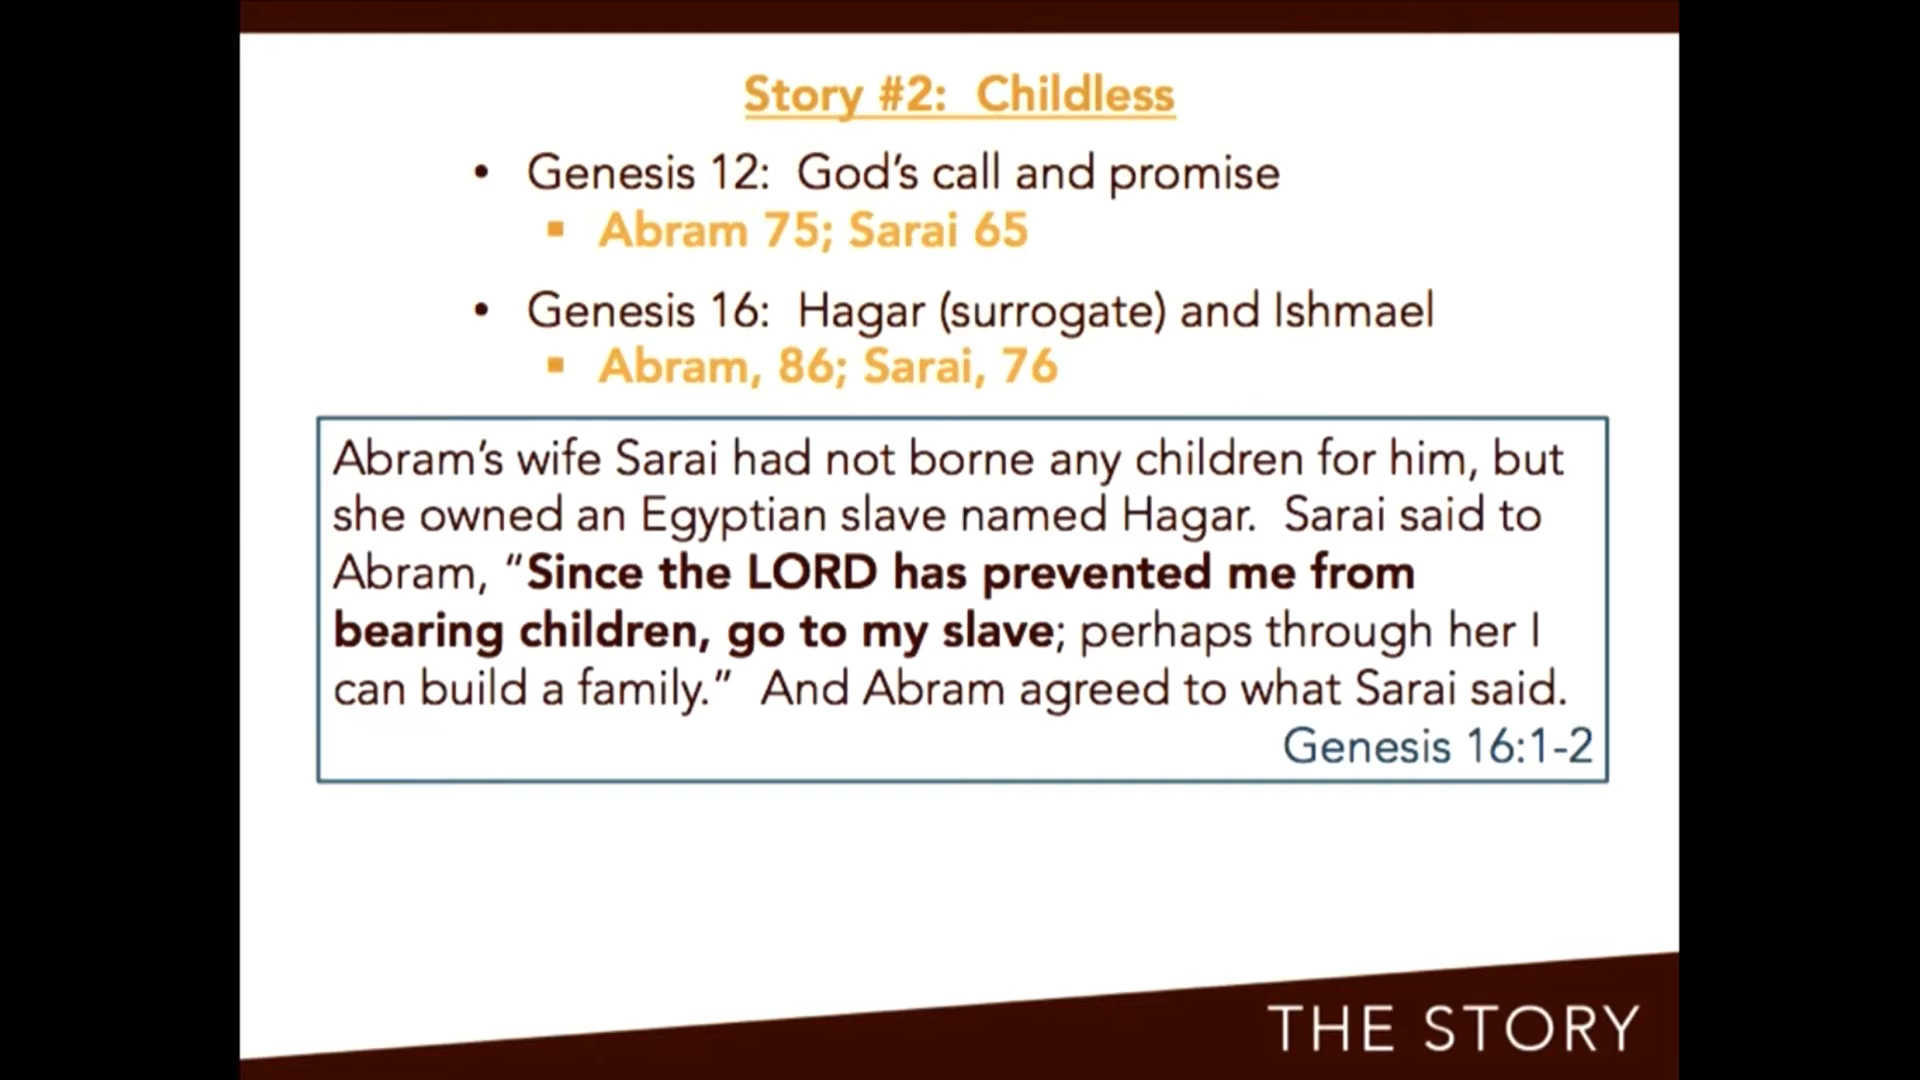 Story #2:  Childless
• Genesis 12:  God’s call and promise
▪ Abram 75; Sarai 65
• Genesis 16:  Hagar (surrogate) and Ishmael
▪ Abram, 86; Sarai, 76
Abram’s wife Sarai had not borne any children for him, but
she owned an Egyptian slave named Hagar.  Sarai said to
Abram, “Since the LORD has prevented me from
bearing children, go to my slave; perhaps through her I
can build a family.”  And Abram agreed to what Sarai said.
Genesis 16:1-2
THE STORY